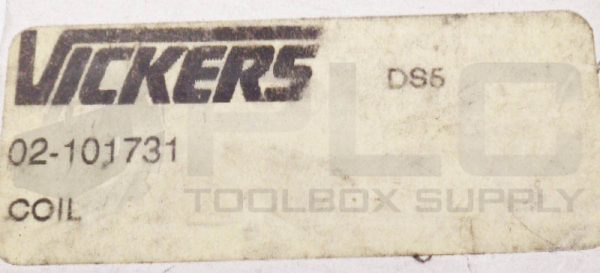 VICKERS
DS5
02-101731
COIL
PLC
TOOLBOX SUPPLY